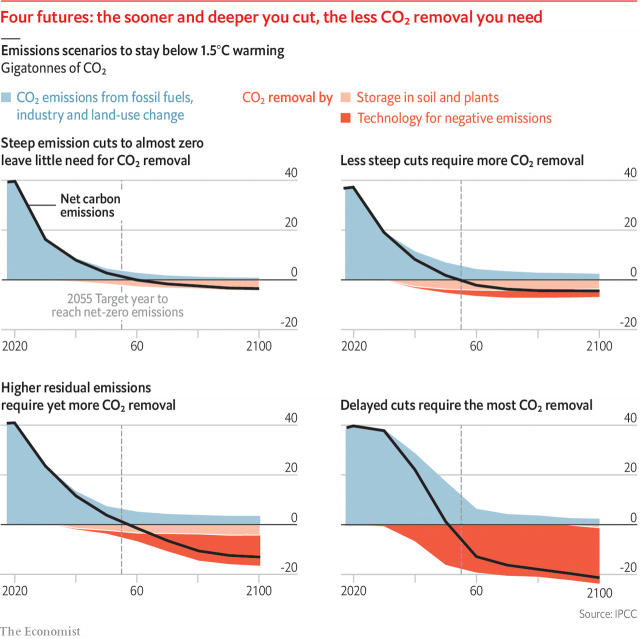 Four futures: the sooner and deeper you cut, the less CO₂ removal you need
Emissions scenarios to stay below 1.5°C warming
Gigatonnes of CO₂
CO₂ emissions from fossil fuels,
industry and land-use change
CO₂ removal by
Storage in soil and plants
Technology for negative emissions
Steep emission cuts to almost zero
leave little need for CO₂ removal
40
Net carbon
emissions
20
0
2055 Target year to
reach net-zero emissions
-20
2020
60
2100
Less steep cuts require more CO₂ removal
40
20
0
-20
2020
60
2100
Higher residual emissions
require yet more CO₂ removal
40
20
0
-20
2020
60
2100
Delayed cuts require the most CO₂ removal
40
20
0
-20
2020
60
2100
Source: IPCC
The Economist